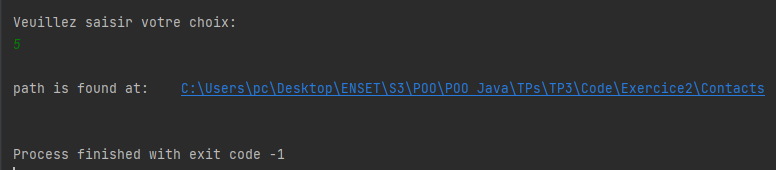 Veuillez saisir votre choix:
5
path is found at:    C:\Users\pc\Desktop\ENSET\S3\POO\POO Java\TPs\TP3\Code\Exercice2\Contacts
Process finished with exit code -1